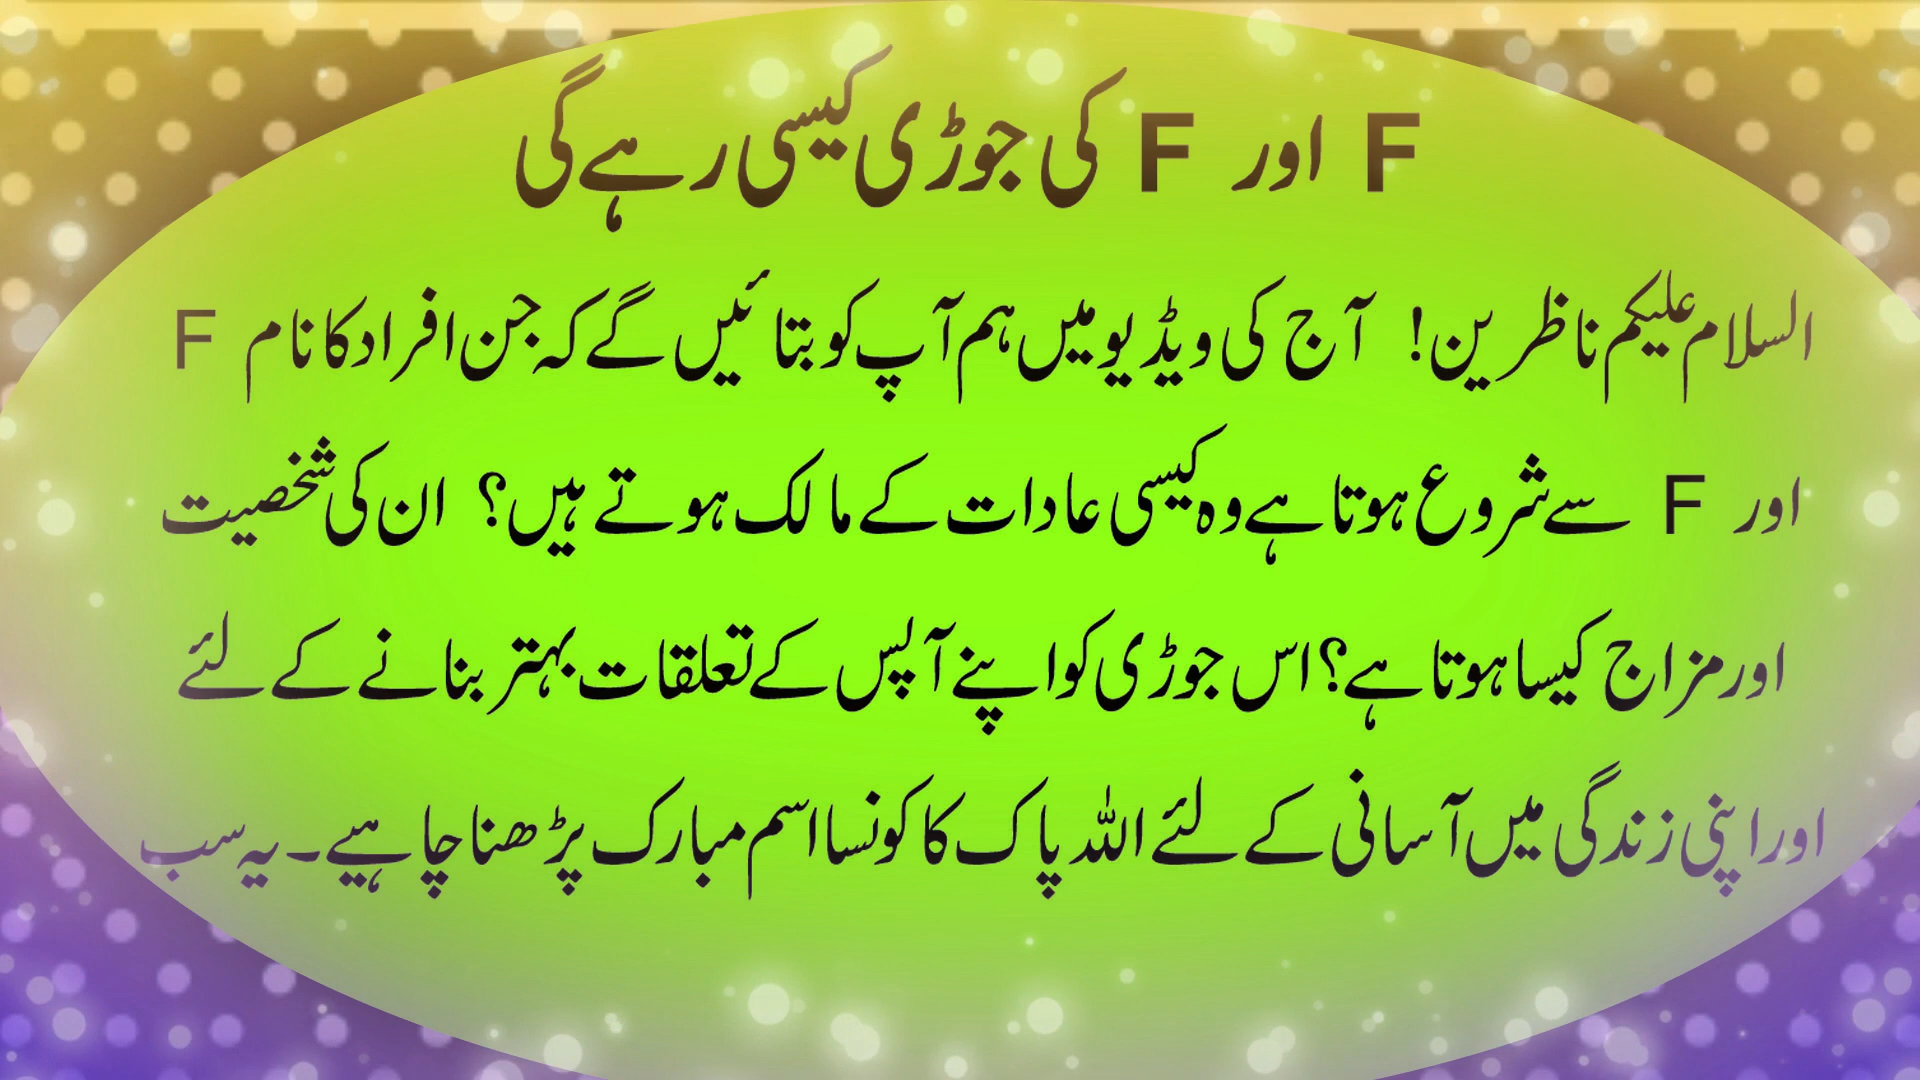 F اور F کی جوڑی کیسی رہے گی
السلام علیکم ناظرین! آج کی ویڈیو میں ہم آپ کو بتائیں گے کہ جن افراد کا نام F
اور F سے شروع ہوتا ہے وہ کیسی عادات کے مالک ہوتے ہیں؟ ان کی شخصیت
اور مزاج کیسا ہوتا ہے؟ اس جوڑی کو اپنے آپس کے تعلقات بہتر بنانے کے لئے
اور اپنی زندگی میں آسانی کے لئے اللہ پاک کا کونسا اسم مبارک پڑھنا چاہیے۔ یہ سب